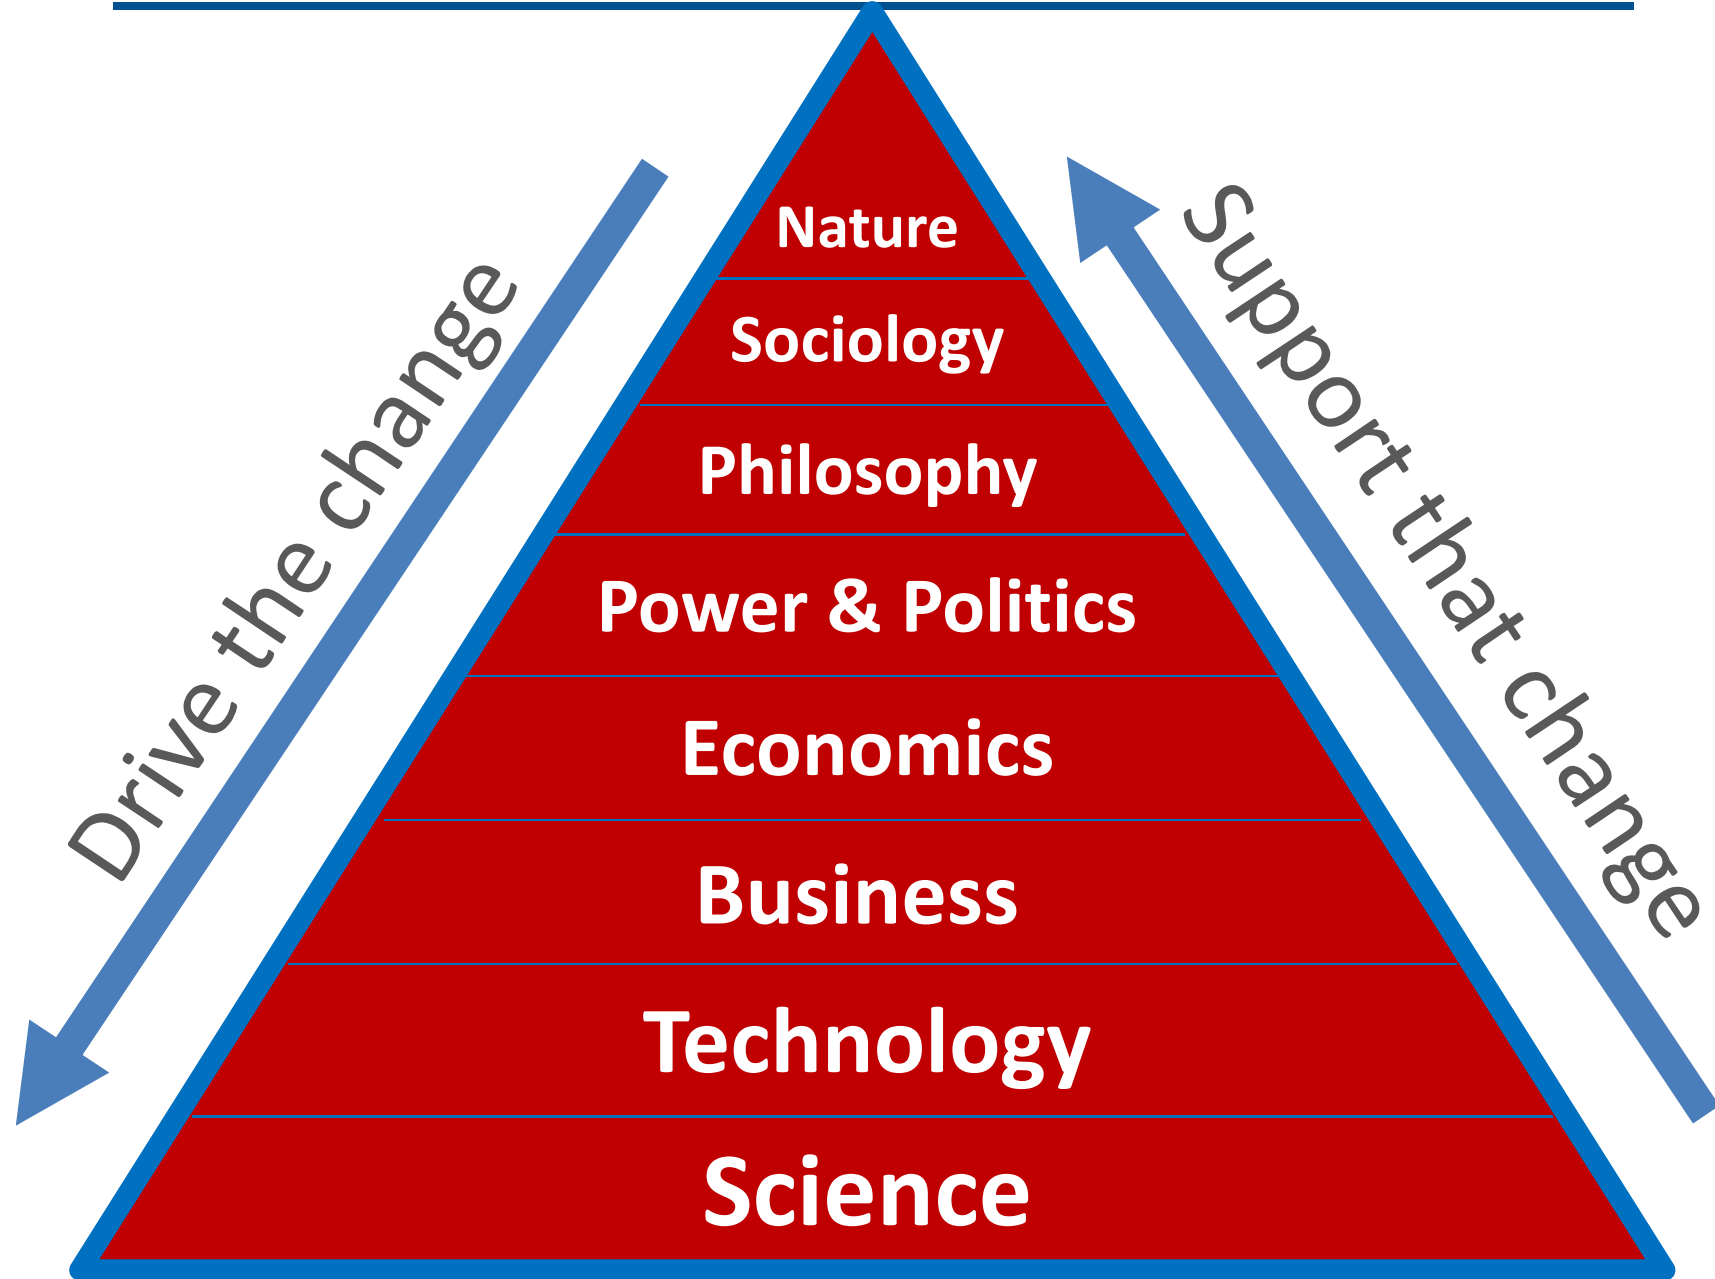 Drive the change
Support that change
Nature
Sociology
Philosophy
Power & Politics
Economics
Business
Technology
Science